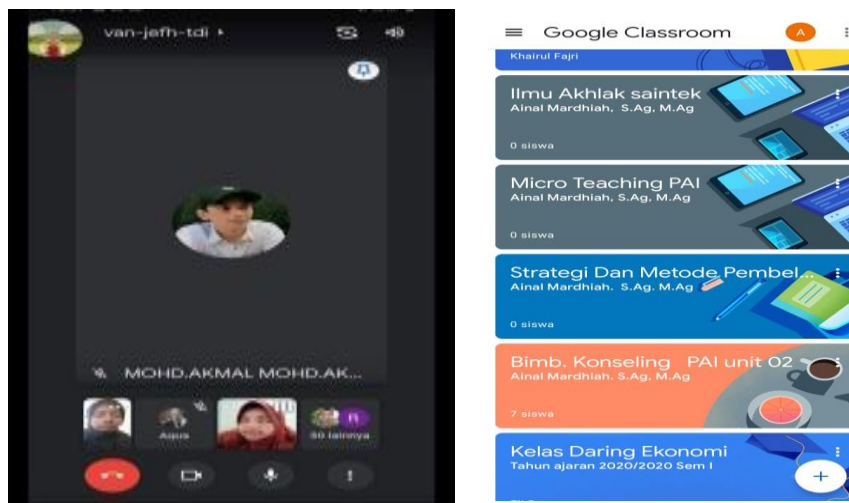 van-jefh-tdi
MOHD.AKMAL MOHD.AK...
Agus
30 lainnya
Google Classroom
A
Khairul Fajri
Ilmu Akhlak saintek
Ainal Mardhiah, S.Ag, M.Ag
0 siswa
Micro Teaching PAI
Ainal Mardhiah, S.Ag, M.Ag
0 siswa
Strategi Dan Metode Pembel...
Ainal Mardhiah. S.Ag. M.Ag
0 siswa
Bimb. Konseling PAI unit 02
Ainal Mardhiah. S.Ag, M.Ag
7 siswa
Kelas Daring Ekonomi
Tahun ajaran 2020/2020 Sem I